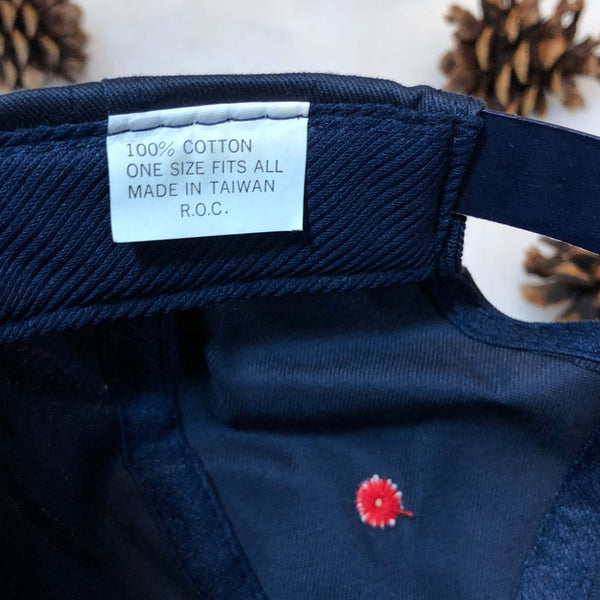 100% COTTON
ONE SIZE FITS ALL
MADE IN TAIWAN
R.O.C.